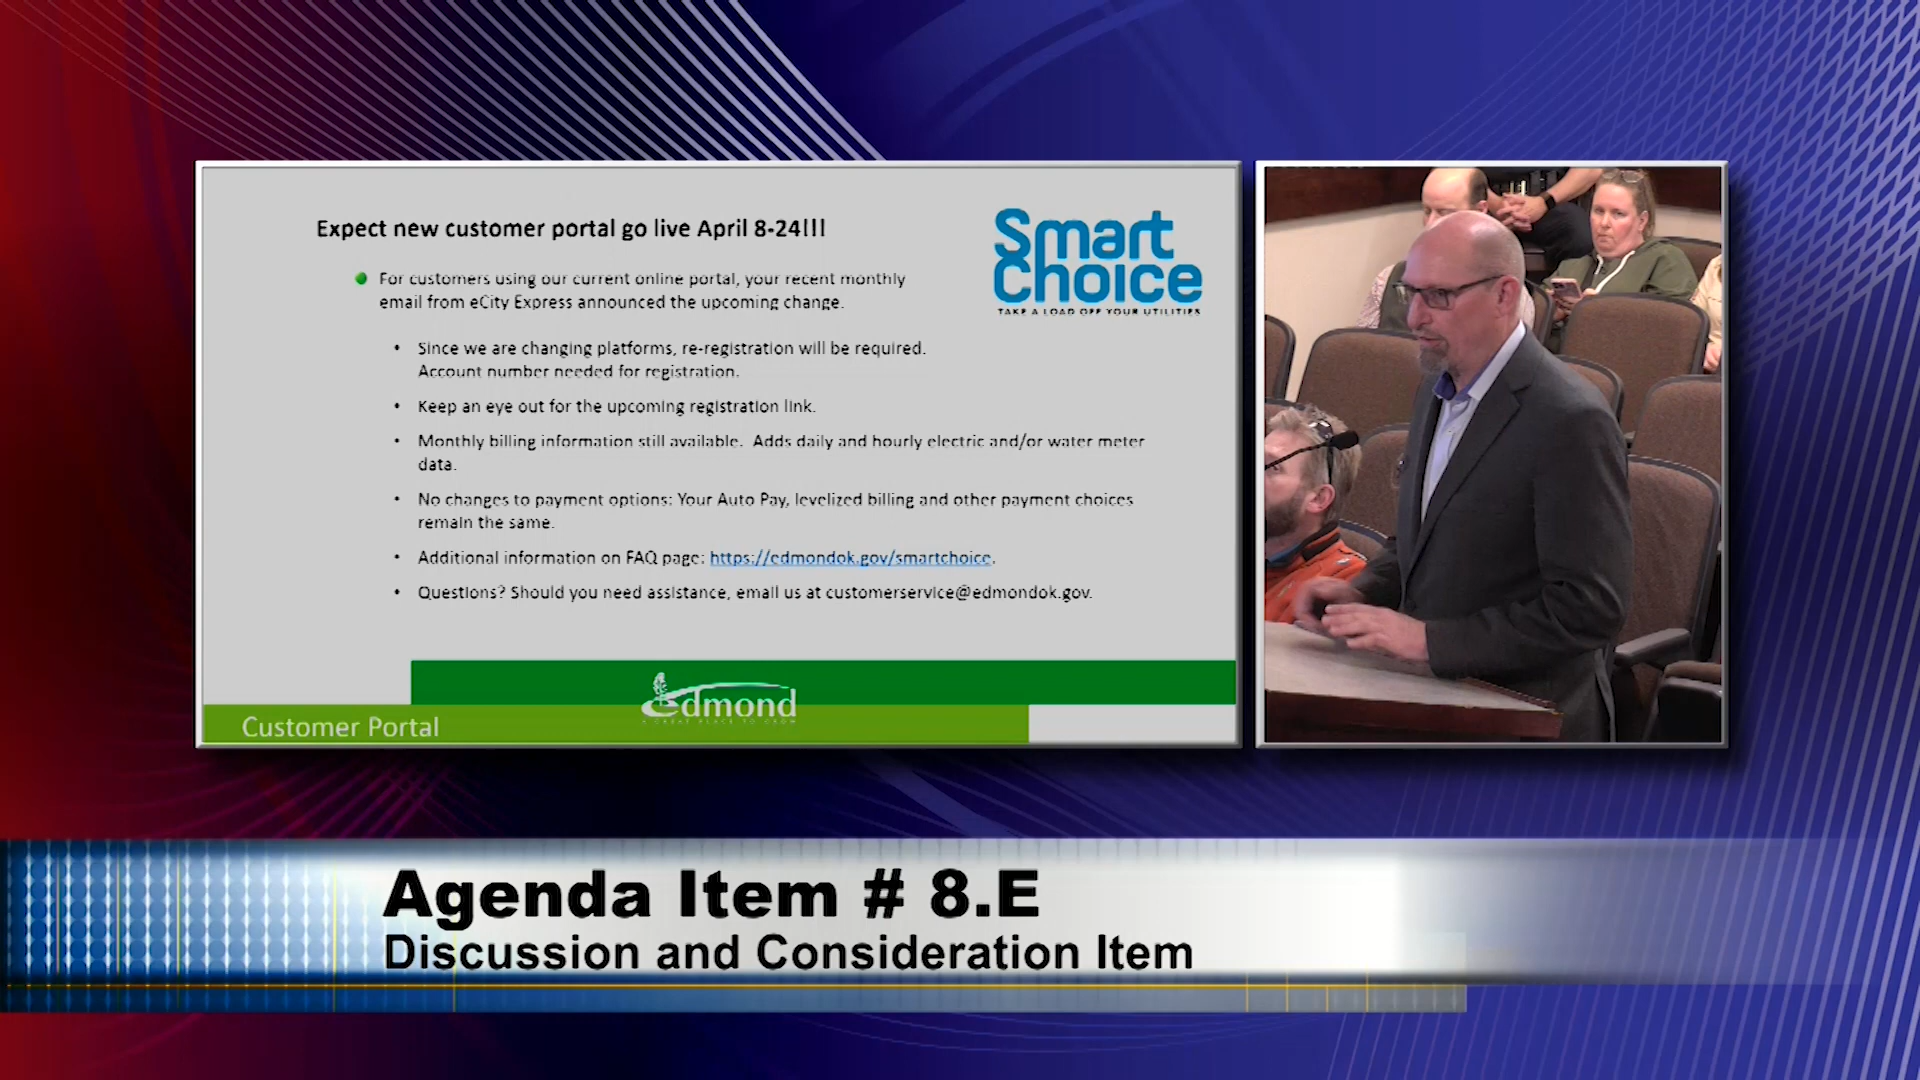 Expect new customer portal go live April 8-24!!!
Smart
Choice
TAKE A LOAD OFF YOUR UTILITIES
For customers using our current online portal, your recent monthly
email from eCity Express announced the upcoming change.
• Since we are changing platforms, re-registration will be required.
Account number needed for registration.
• Keep an eye out for the upcoming registration link.
• Monthly billing information still available. Adds daily and hourly electric and/or water meter
data.
• No changes to payment options: Your Auto Pay, levelized billing and other payment choices
remain the same.
• Additional information on FAQ page: https://edmondok.gov/smartchoice.
• Questions? Should you need assistance, email us at customerservice@edmondok.gov.
Edmond
A GREAT PLACE TO GROW
Customer Portal
Agenda Item # 8.E
Discussion and Consideration Item